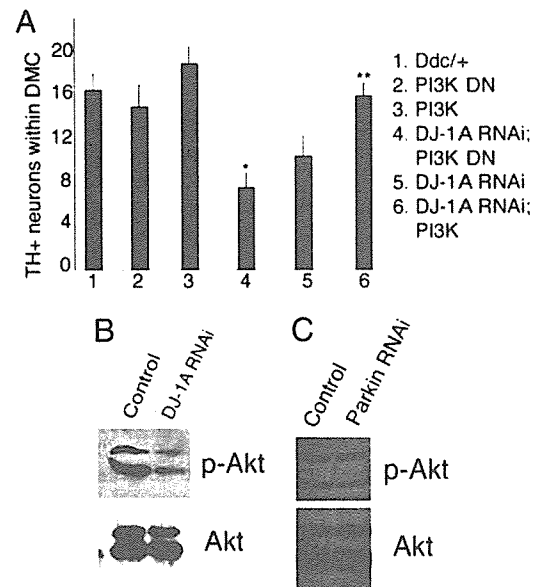 A
TH+ neurons within DMC
20
16
12
8
4
0
*
**
1 2 3 4 5 6
1. Ddc/+
2. PI3K DN
3. PI3K
4. DJ-1A RNAi;
PI3K DN
5. DJ-1A RNAi
6. DJ-1A RNAi;
PI3K
B
Control
DJ-1A RNAi
p-Akt
Akt
C
Control
Parkin RNAi
p-Akt
Akt